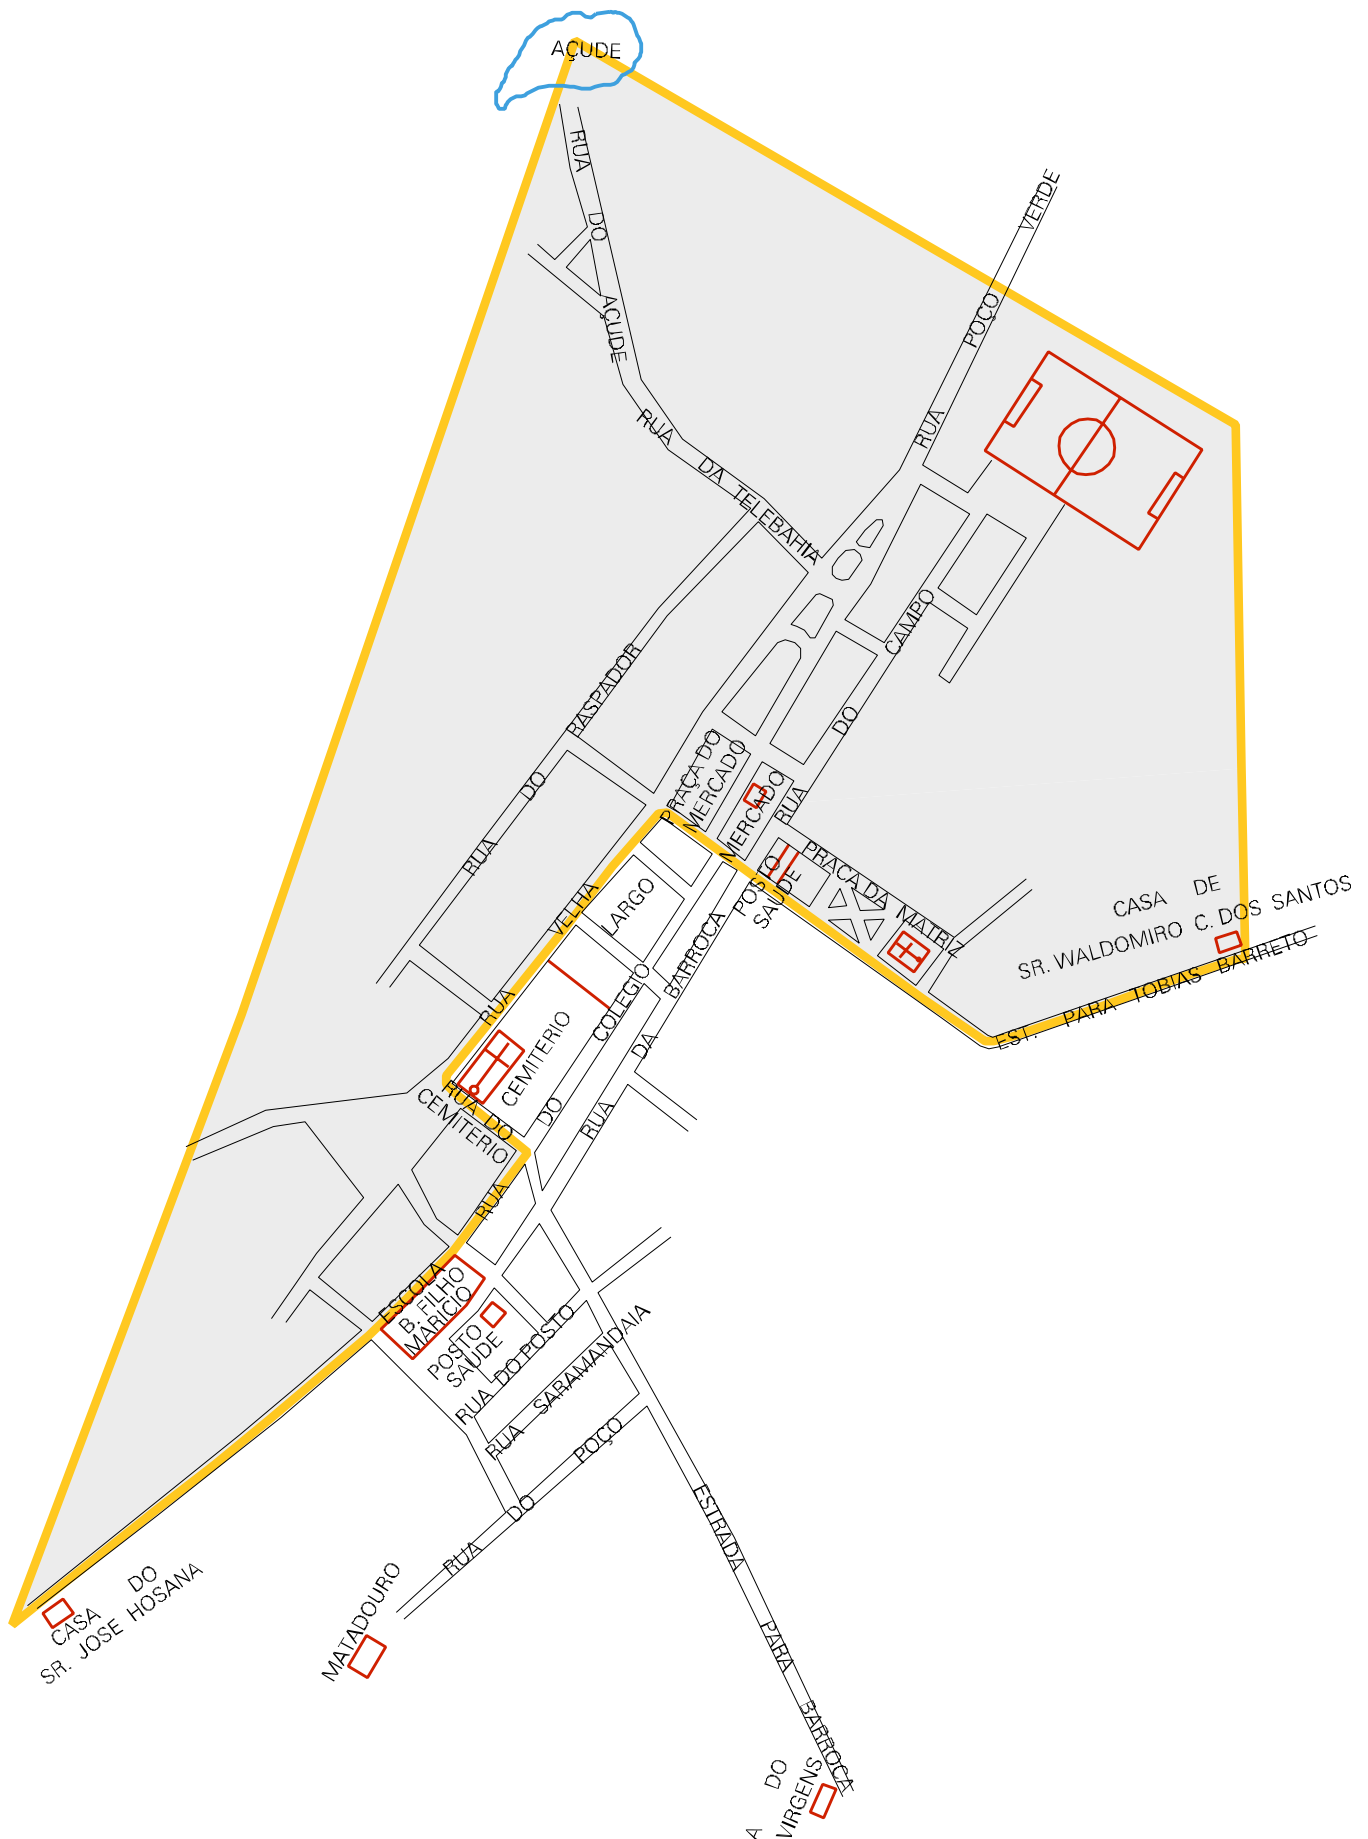 AÇUDE
RUA DO AÇUDE
RUA POÇO VERDE
RUA DA TELEBAHIA
RUA DO CAMPO
RUA DO RASPADOR
PRAÇA DO
MERCADO
MERCADO
POSTO
SAUDE
PRACA DA MATRIZ
CASA DE
SR. WALDOMIRO C. DOS SANTOS
EST. PARA TOBIAS BARRETO
RUA VELHA
LARGO
RUA DA BARROCA
RUA DO COLEGIO
CEMITERIO
RUA DO
CEMITERIO
ESCOLA
B. FILHO
MARICIO
POSTO
SAUDE
RUA DO POSTO
RUA SARAMANDAIA
RUA DO POÇO
ESTRADA PARA BARROCA
CASA DO
SR. JOSE HOSANA
MATADOURO
DO
VIRGENS